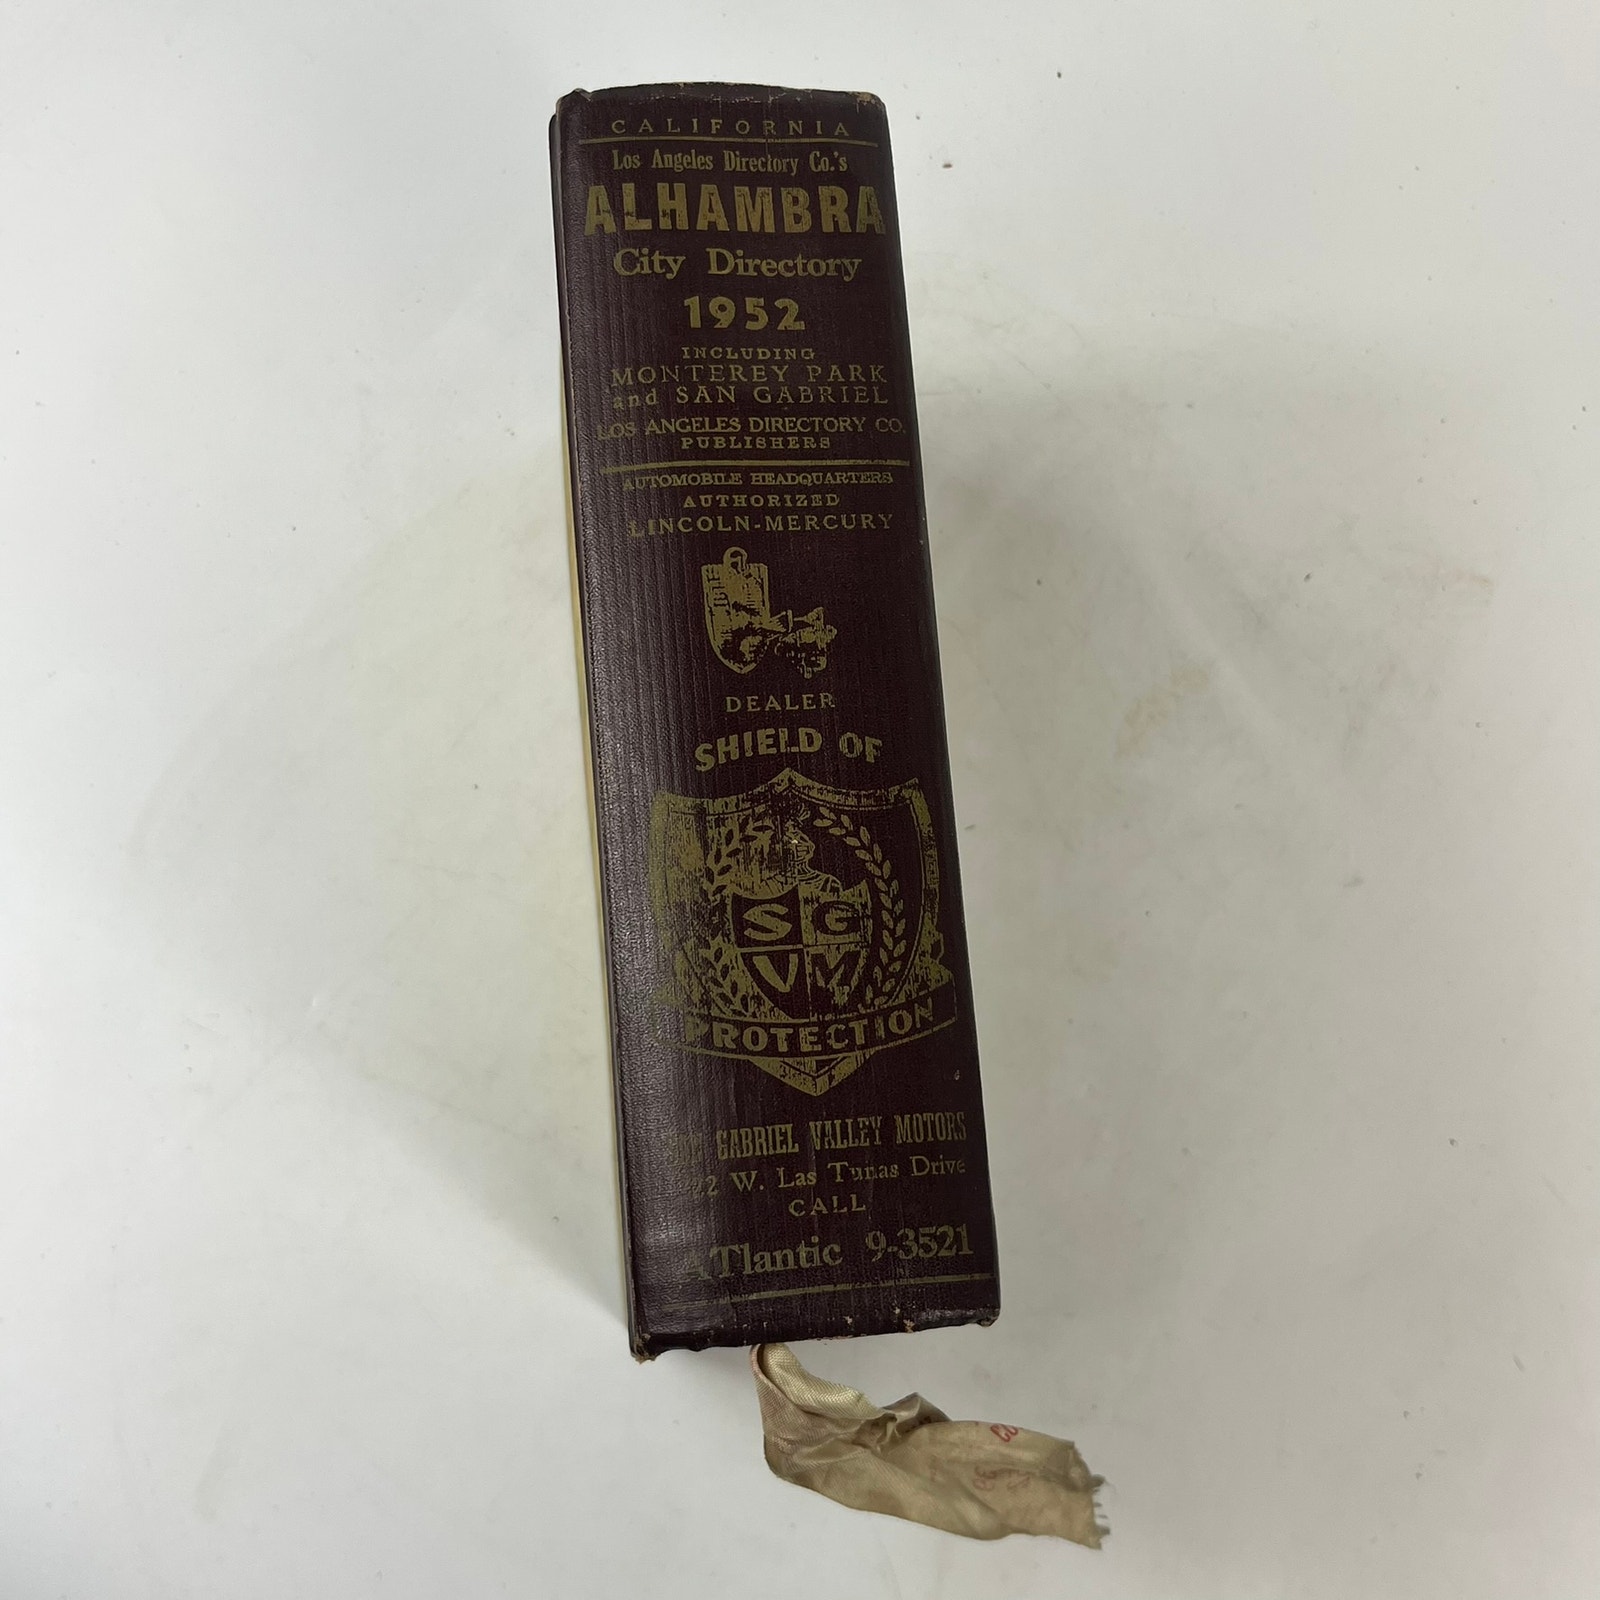 CALIFORNIA
Los Angeles Directory Co.'s
ALHAMBRA
City Directory
1952
INCLUDING
MONTEREY PARK
and SAN GABRIEL
LOS ANGELES DIRECTORY CO.
PUBLISHERS
AUTOMOBILE HEADQUARTERS
AUTHORIZED
LINCOLN-MERCURY
DEALER
SHIELD OF
SG
VM
PROTECTION
GABRIEL VALLEY MOTORS
W. Las Tunas Drive
CALL
ATlantic 9-3521